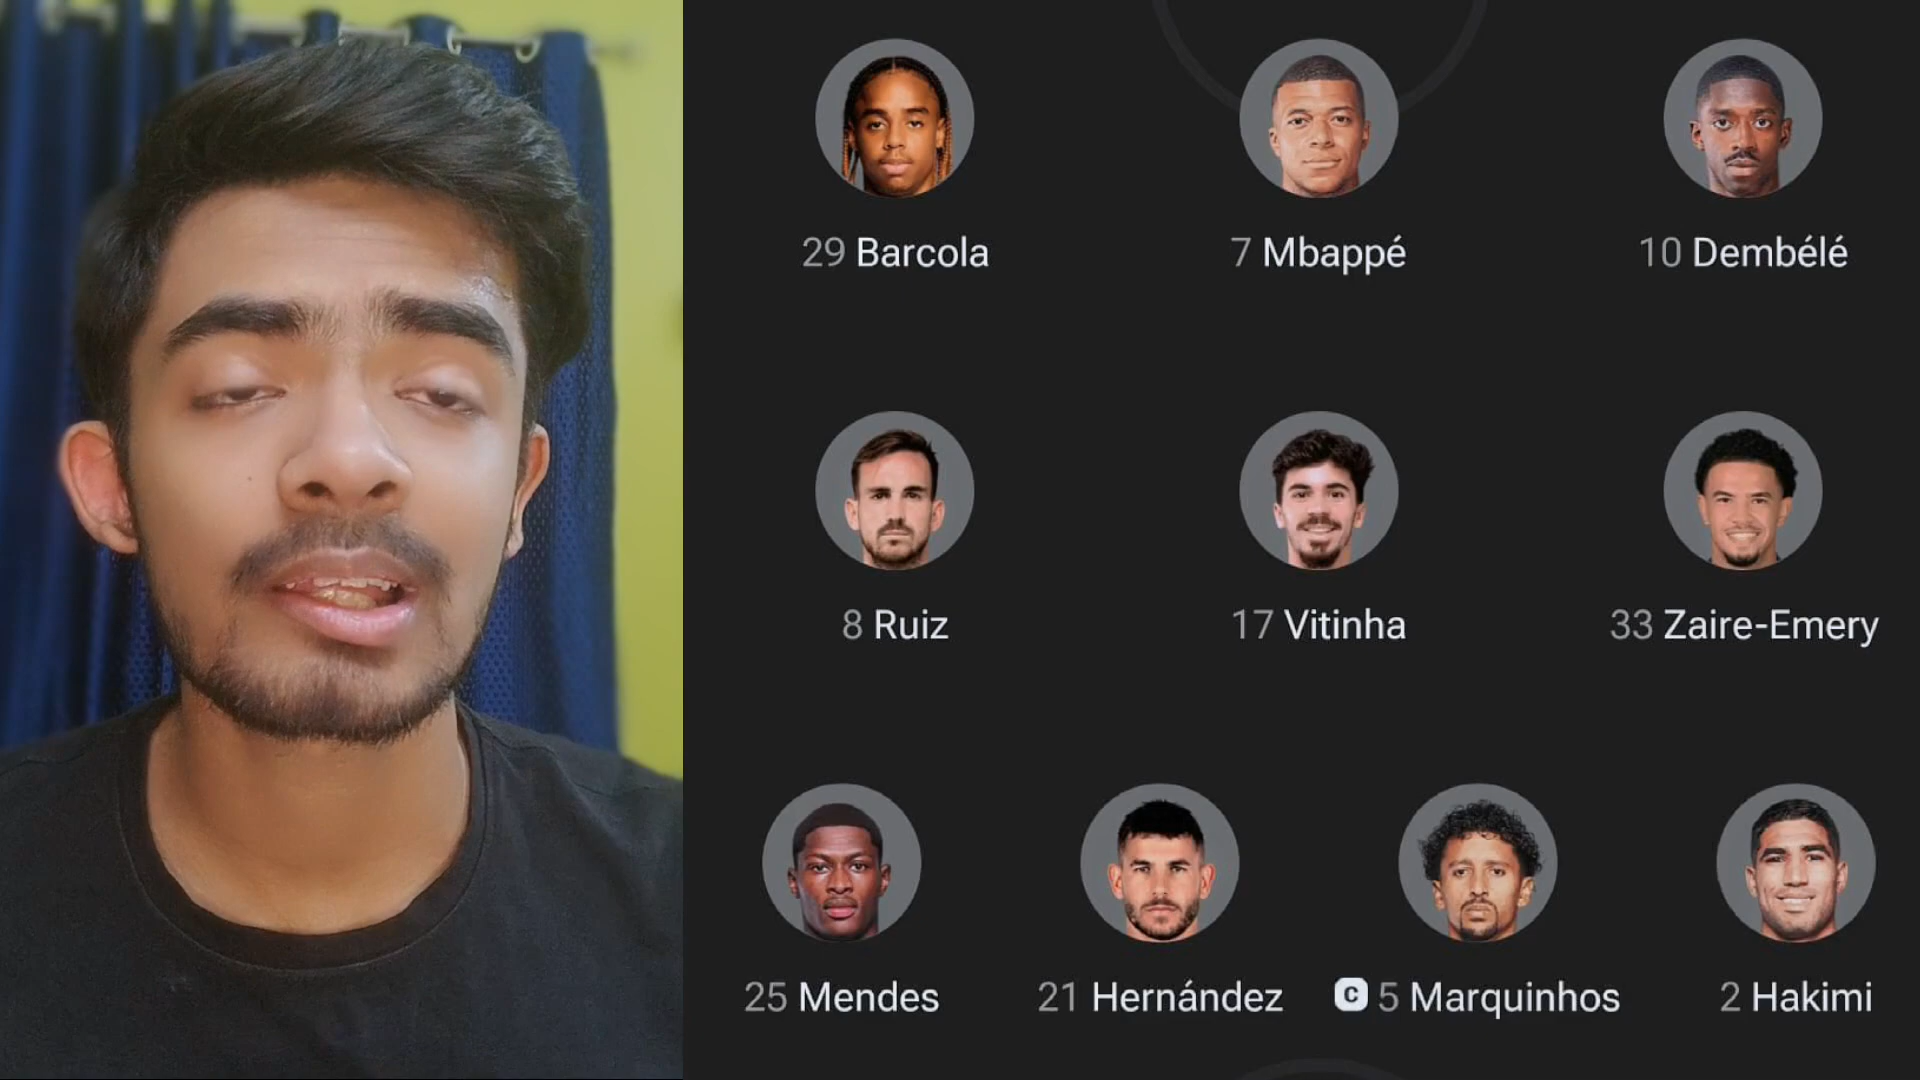 29 Barcola
7 Mbappé
10 Dembélé
8 Ruiz
17 Vitinha
33 Zaire-Emery
25 Mendes
21 Hernández
C 5 Marquinhos
2 Hakimi